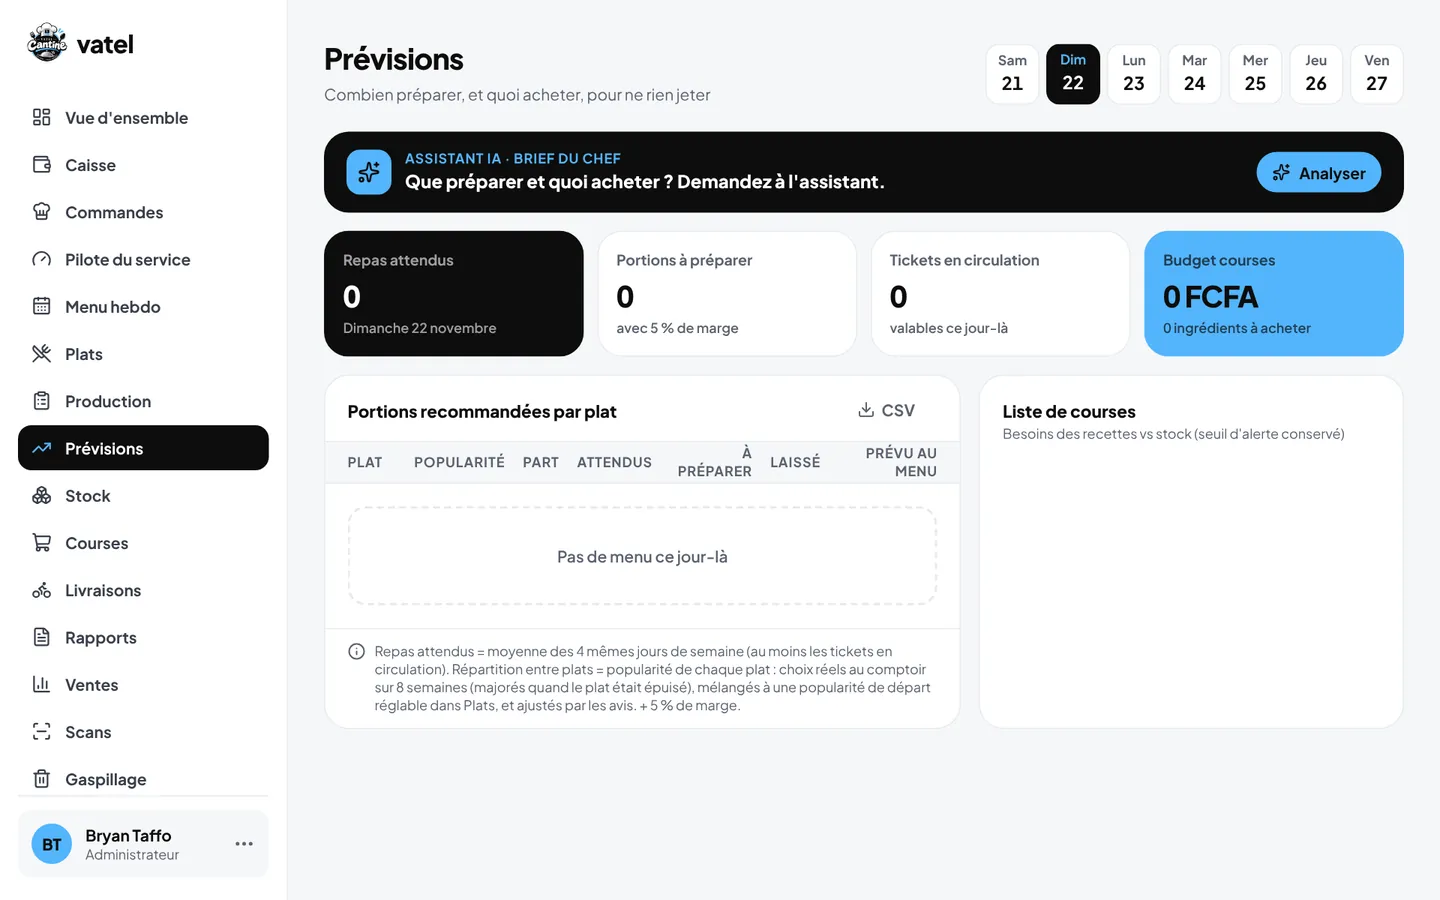 Cantine
vatel
Vue d'ensemble
Caisse
Commandes
Pilote du service
Menu hebdo
Plats
Production
Prévisions
Stock
Courses
Livraisons
Rapports
Ventes
Scans
Gaspillage
BT
Bryan Taffo
Administrateur
Prévisions
Combien préparer, et quoi acheter, pour ne rien jeter
Sam
21
Dim
22
Lun
23
Mar
24
Mer
25
Jeu
26
Ven
27
ASSISTANT IA · BRIEF DU CHEF
Que préparer et quoi acheter ? Demandez à l'assistant.
Analyser
Repas attendus
0
Dimanche 22 novembre
Portions à préparer
0
avec 5 % de marge
Tickets en circulation
0
valables ce jour-là
Budget courses
0 FCFA
0 ingrédients à acheter
Portions recommandées par plat
CSV
PLAT POPULARITÉ PART ATTENDUS À PRÉPARER LAISSÉ PRÉVU AU MENU
Pas de menu ce jour-là
Repas attendus = moyenne des 4 mêmes jours de semaine (au moins les tickets en
circulation). Répartition entre plats = popularité de chaque plat : choix réels au comptoir
sur 8 semaines (majorés quand le plat était épuisé), mélangés à une popularité de départ
réglable dans Plats, et ajustés par les avis. + 5 % de marge.
Liste de courses
Besoins des recettes vs stock (seuil d'alerte conservé)